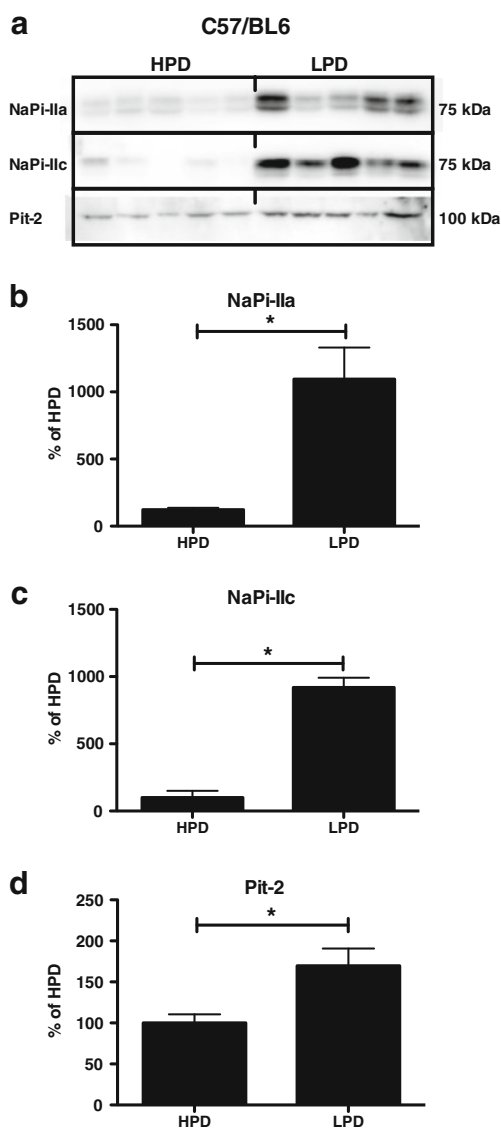 a
C57/BL6
HPD LPD
NaPi-IIa 75 kDa
NaPi-IIc 75 kDa
Pit-2 100 kDa
b
NaPi-IIa
*
% of HPD
1500
1000
500
0
HPD LPD
c
NaPi-IIc
*
% of HPD
1500
1000
500
0
HPD LPD
d
Pit-2
*
% of HPD
250
200
150
100
50
0
HPD LPD